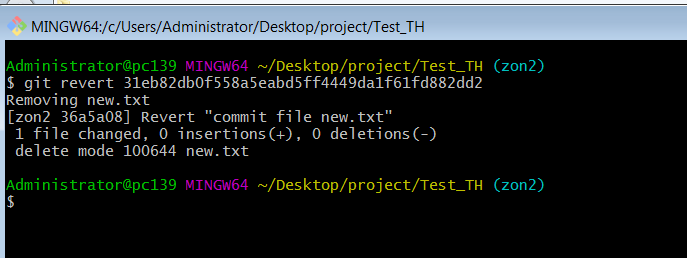 MINGW64:/c/Users/Administrator/Desktop/project/Test_TH
Administrator@pc139 MINGW64 ~/Desktop/project/Test_TH (zon2)
$ git revert 31eb82db0f558a5eabd5ff4449da1f61fd882dd2
Removing new.txt
[zon2 36a5a08] Revert "commit file new.txt"
 1 file changed, 0 insertions(+), 0 deletions(-)
 delete mode 100644 new.txt
Administrator@pc139 MINGW64 ~/Desktop/project/Test_TH (zon2)
$